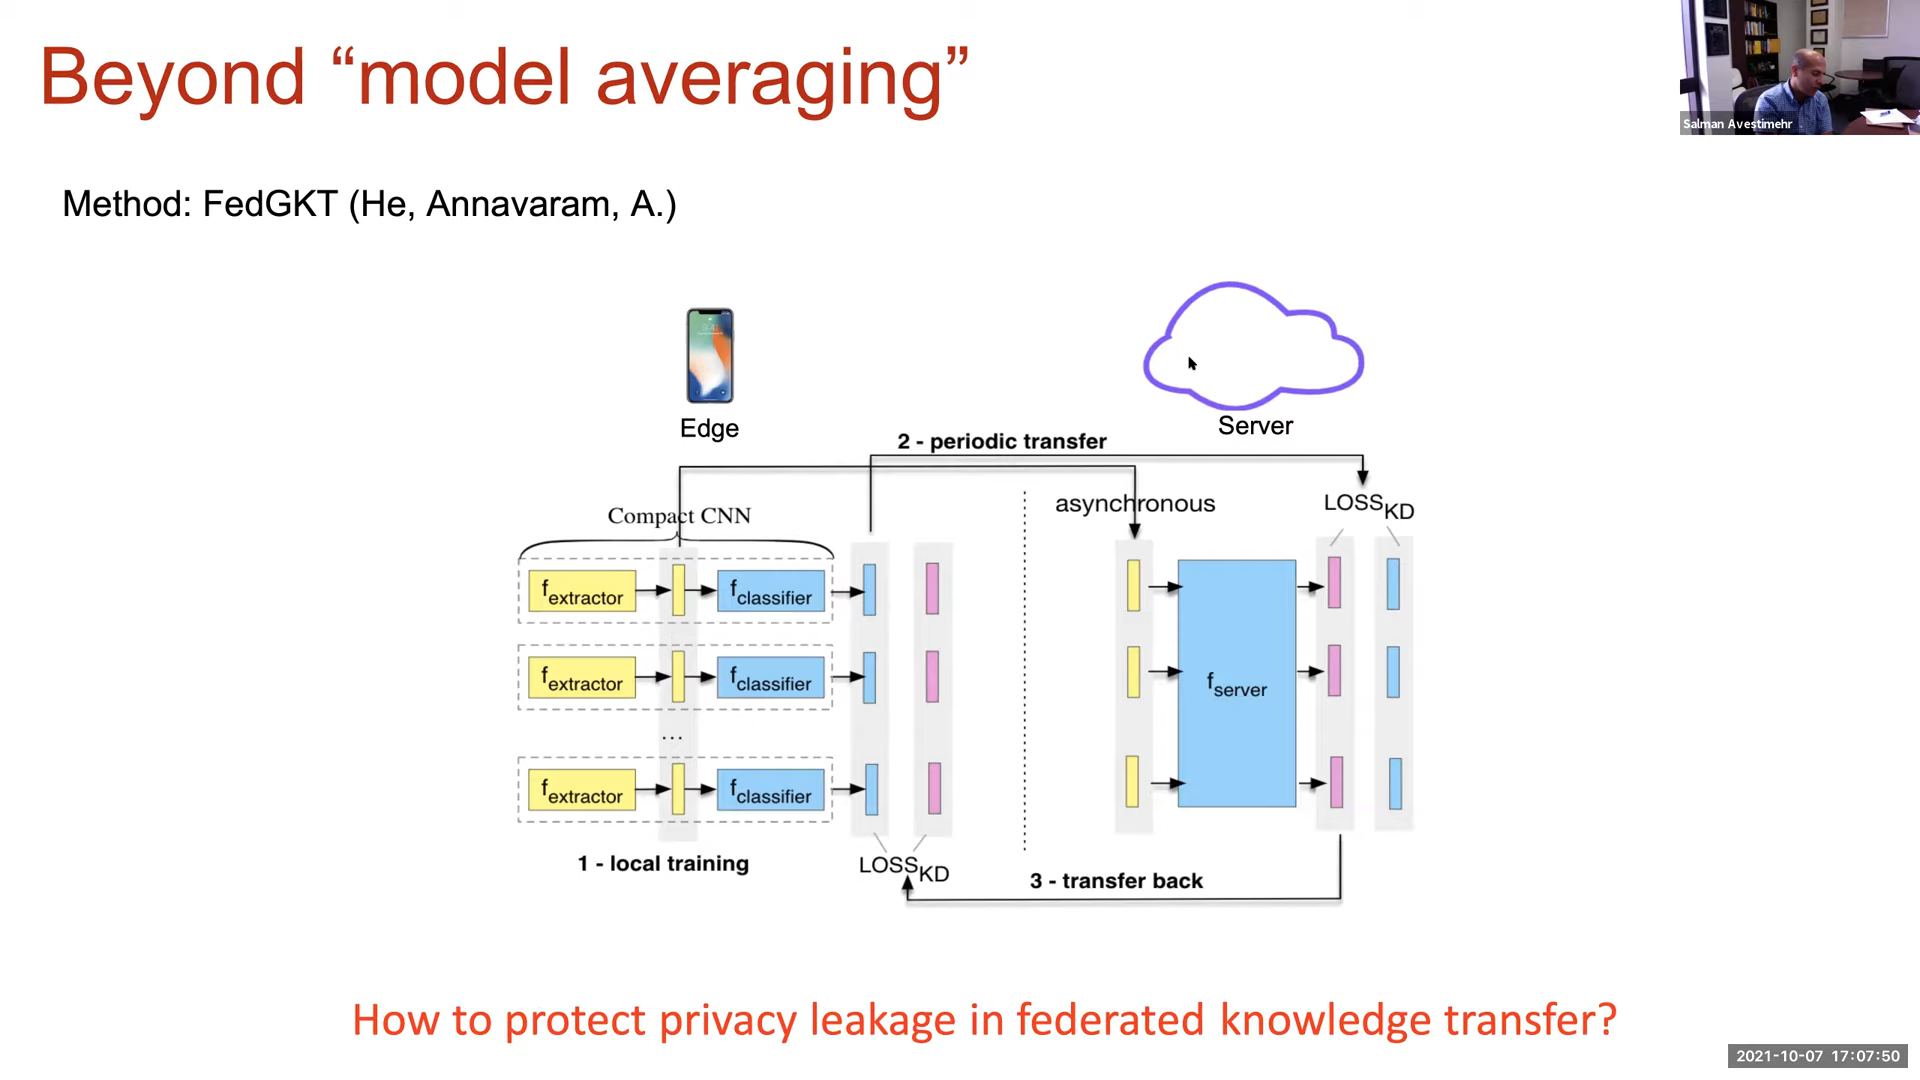 Beyond “model averaging”
Salman Avestimehr
Method: FedGKT (He, Annavaram, A.)
Edge
Server
2 - periodic transfer
asynchronous
LOSSKD
Compact CNN
fextractor
fclassifier
fextractor
fclassifier
fserver
...
fextractor
fclassifier
1 - local training
LOSSKD
3 - transfer back
How to protect privacy leakage in federated knowledge transfer?
2021-10-07 17:07:50